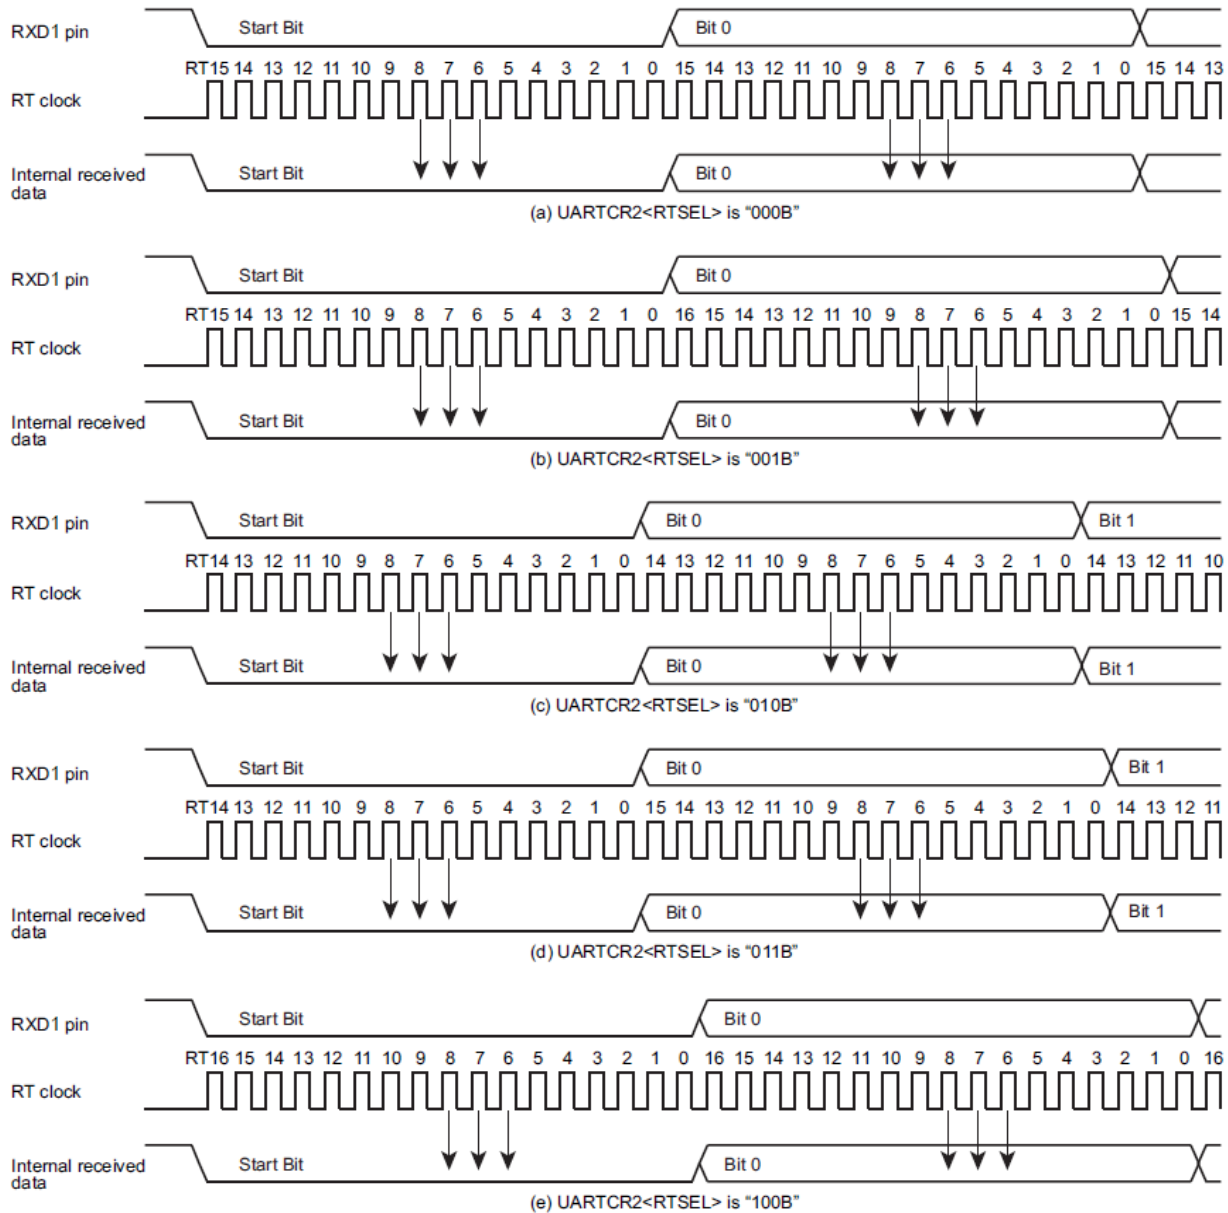 RXD1 pin Start Bit Bit 0
RT15 14 13 12 11 10 9 8 7 6 5 4 3 2 1 0 15 14 13 12 11 10 9 8 7 6 5 4 3 2 1 0 15 14 13
RT clock
Internal received data Start Bit Bit 0
(a) UARTCR2<RTSEL> is “000B”
RXD1 pin Start Bit Bit 0
RT15 14 13 12 11 10 9 8 7 6 5 4 3 2 1 0 16 15 14 13 12 11 10 9 8 7 6 5 4 3 2 1 0 15 14
RT clock
Internal received data Start Bit Bit 0
(b) UARTCR2<RTSEL> is “001B”
RXD1 pin Start Bit Bit 0 Bit 1
RT14 13 12 11 10 9 8 7 6 5 4 3 2 1 0 14 13 12 11 10 9 8 7 6 5 4 3 2 1 0 14 13 12 11 10
RT clock
Internal received data Start Bit Bit 0 Bit 1
(c) UARTCR2<RTSEL> is “010B”
RXD1 pin Start Bit Bit 0 Bit 1
RT14 13 12 11 10 9 8 7 6 5 4 3 2 1 0 15 14 13 12 11 10 9 8 7 6 5 4 3 2 1 0 14 13 12 11
RT clock
Internal received data Start Bit Bit 0 Bit 1
(d) UARTCR2<RTSEL> is “011B”
RXD1 pin Start Bit Bit 0
RT16 15 14 13 12 11 10 9 8 7 6 5 4 3 2 1 0 16 15 14 13 12 11 10 9 8 7 6 5 4 3 2 1 0 16
RT clock
Internal received data Start Bit Bit 0
(e) UARTCR2<RTSEL> is “100B”